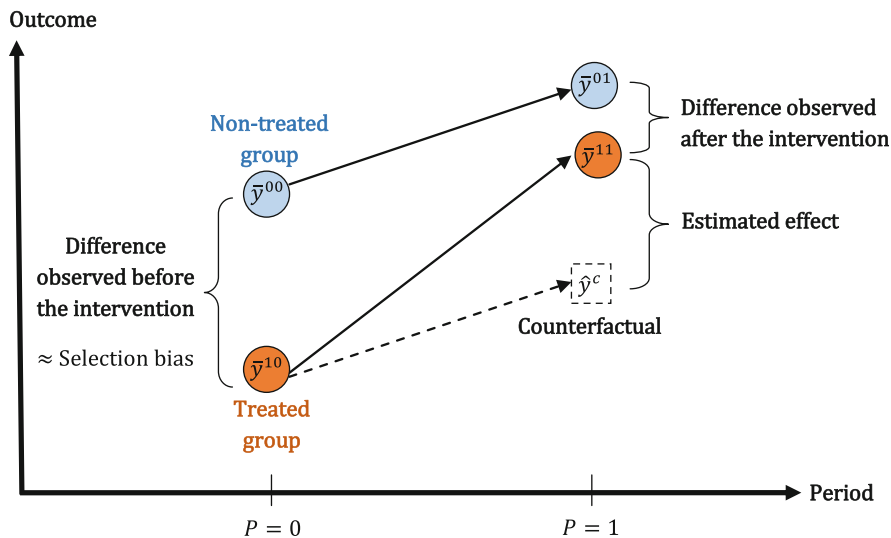 Outcome
Non-treated
group
ȳ⁰⁰
ȳ⁰¹
ȳ¹¹
Difference observed
after the intervention
Estimated effect
Difference
observed before
the intervention
≈ Selection bias
ŷᶜ
Counterfactual
ȳ¹⁰
Treated
group
Period
P = 0
P = 1